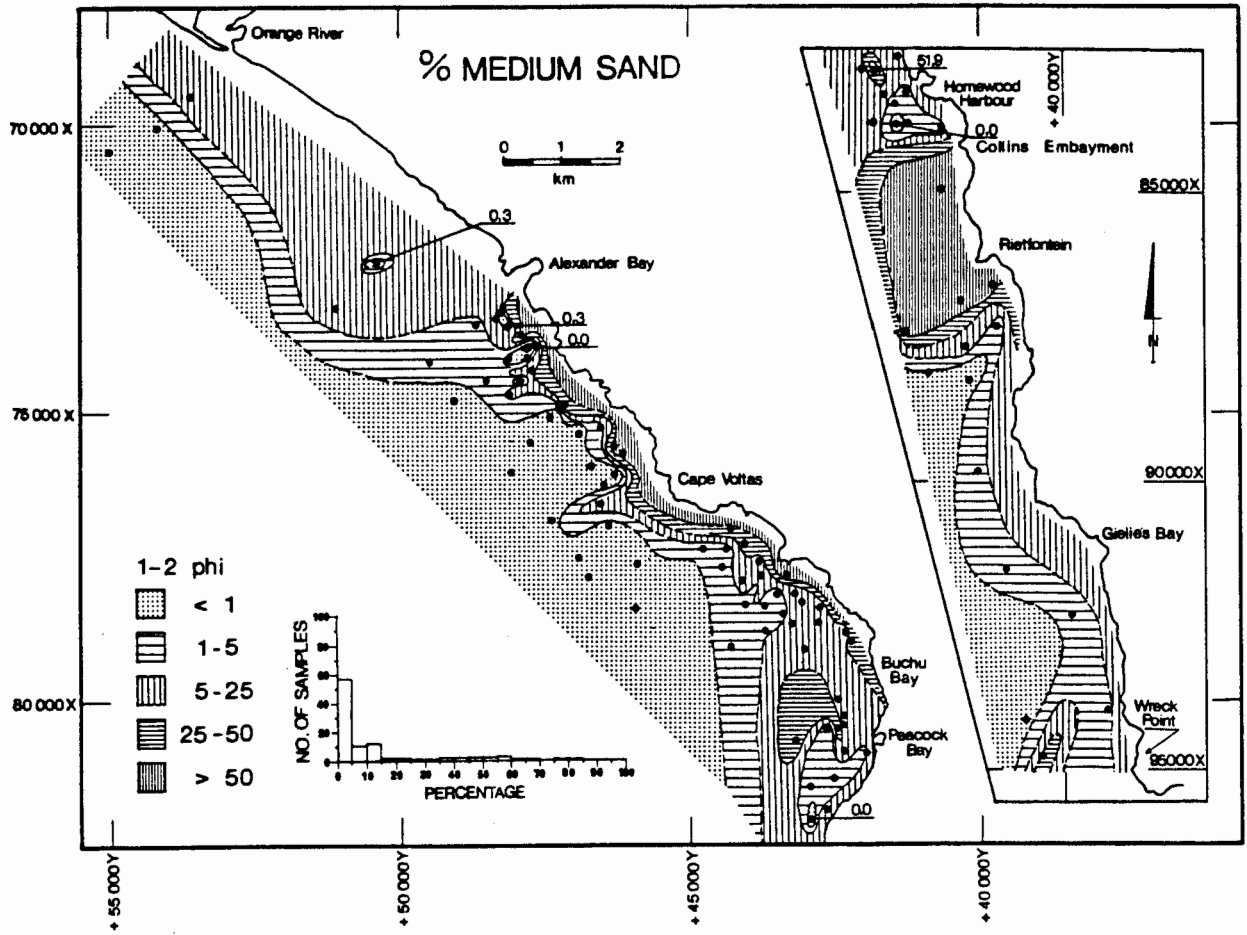 Orange River
% MEDIUM SAND
70 000 X
0 1 2
km
0.3
Alexander Bay
0.3
0.0
75 000 X
Cape Voltas
1-2 phi
< 1
1-5
5-25
25-50
> 50
NO. OF SAMPLES
100
80
60
40
20
0
0 10 20 30 40 50 60 70 80 90 100
PERCENTAGE
80 000 X
Buchu
Bay
Peacock
Bay
0.0
51.9
Homewood
Harbour
+ 40 000 Y
0.0
Collins Embayment
85 000 X
Rietfontein
N
90 000 X
Gielie's Bay
Wreck
Point
95 000 X
+ 55 000 Y
+ 50 000 Y
+ 45 000 Y
+ 40 000 Y